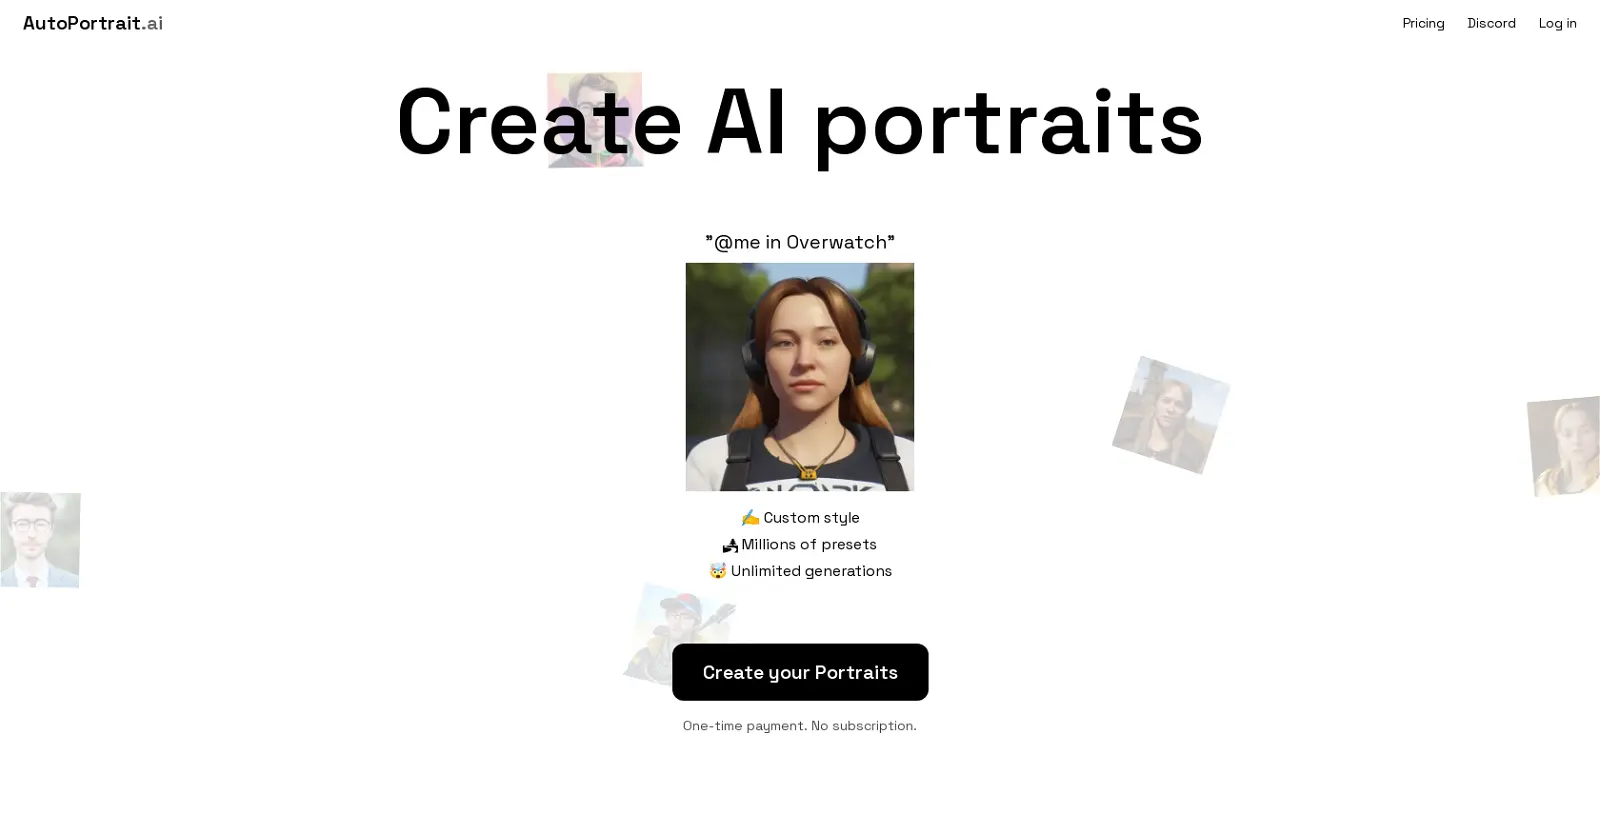 AutoPortrait.ai
Pricing Discord Log in
Create AI portraits
"@me in Overwatch"
✍️ Custom style
🏞 Millions of presets
🤯 Unlimited generations
Create your Portraits
One-time payment. No subscription.